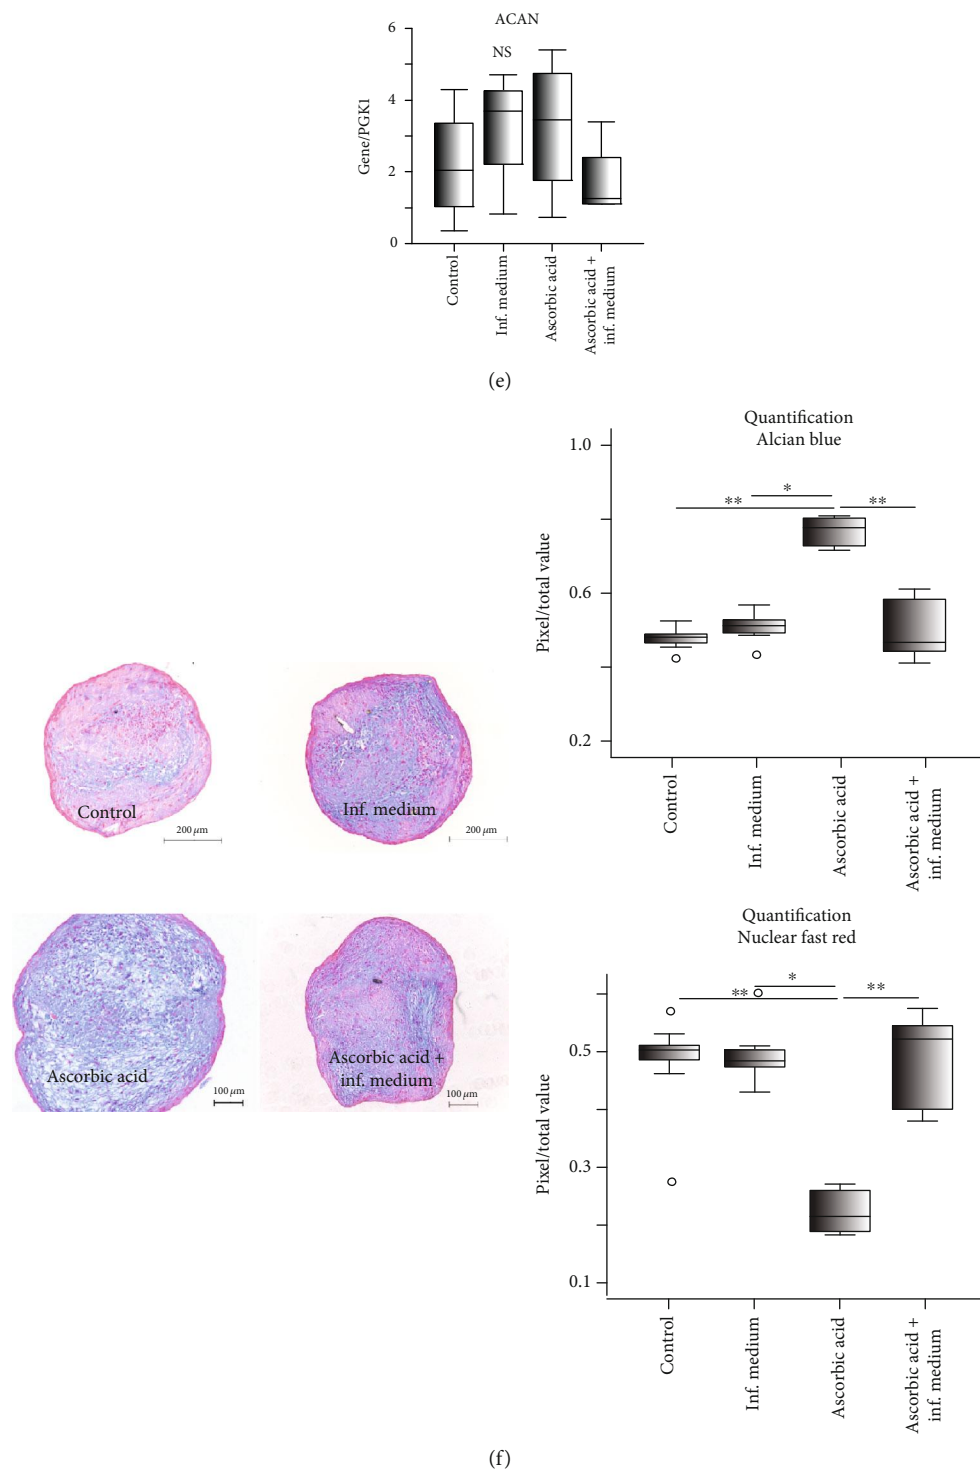 ACAN
6
NS
4
2
0
Gene/PGK1
Control
Inf. medium
Ascorbic acid
Ascorbic acid +
inf. medium
(e)
Quantification
Alcian blue
1.0
**
*
**
0.6
0.2
Pixel/total value
Control
Inf. medium
Ascorbic acid
Ascorbic acid +
inf. medium
Control
200 μm
Inf. medium
200 μm
Ascorbic acid
100 μm
Ascorbic acid +
inf. medium
100 μm
Quantification
Nuclear fast red
**
*
**
0.5
0.3
0.1
Pixel/total value
Control
Inf. medium
Ascorbic acid
Ascorbic acid +
inf. medium
(f)